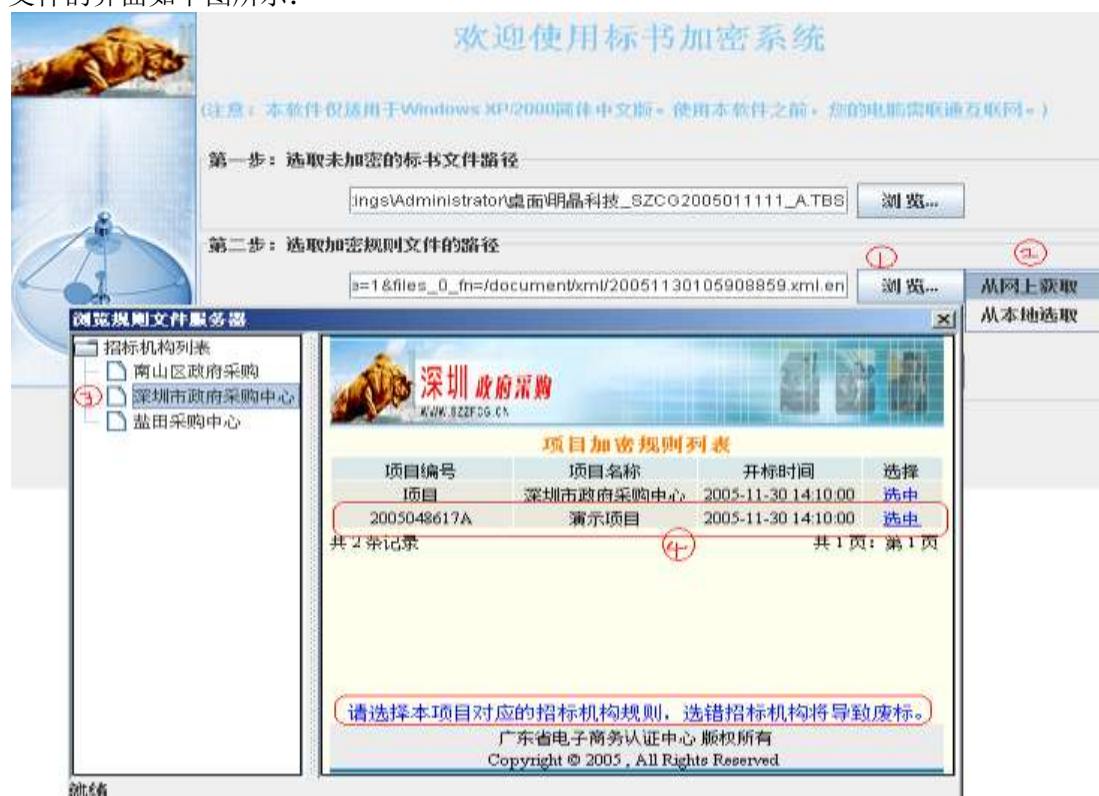 文件的界面如下图所示：
欢迎使用标书加密系统
(注意：本软件仅适用于Windows XP/2000简体中文版。使用本软件之前，您的电脑需联通互联网。)
第一步：选取未加密的标书文件路径
:ings\Administrator\桌面\明晶科技_SZCG2005011111_A.TBS 浏览...
第二步：选取加密规则文件的路径
① ②
s=1&files_0_fn=/document/xml/20051130105908859.xml.en 浏览... 从网上获取
从本地选取
浏览规则文件服务器
招标机构列表
南山区政府采购
③ 深圳市政府采购中心
盐田采购中心
深圳 政府采购
WWW.SZZFCG.CN
项目加密规则列表
项目编号 项目名称 开标时间 选择
项目 深圳市政府采购中心 2005-11-30 14:10:00 选中
2005048617A 演示项目 2005-11-30 14:10:00 选中
共 2 条记录 共 1 页：第 1 页
④
请选择本项目对应的招标机构规则，选错招标机构将导致废标。
广东省电子商务认证中心 版权所有
Copyright © 2005 , All Rights Reserved
就绪